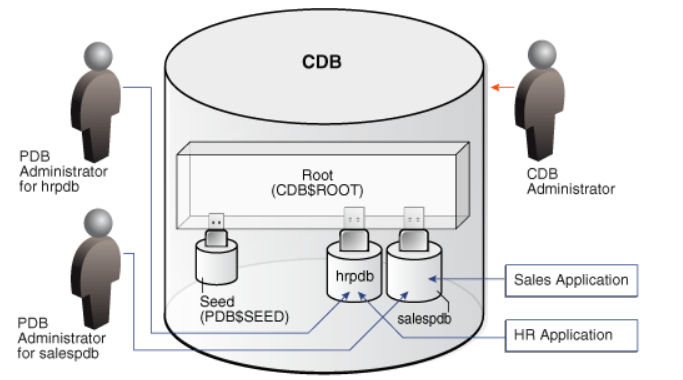 CDB
PDB
Administrator
for hrpdb
Root
(CDB$ROOT)
CDB
Administrator
hrpdb
Seed
(PDB$SEED)
salespdb
Sales Application
HR Application
PDB
Administrator
for salespdb